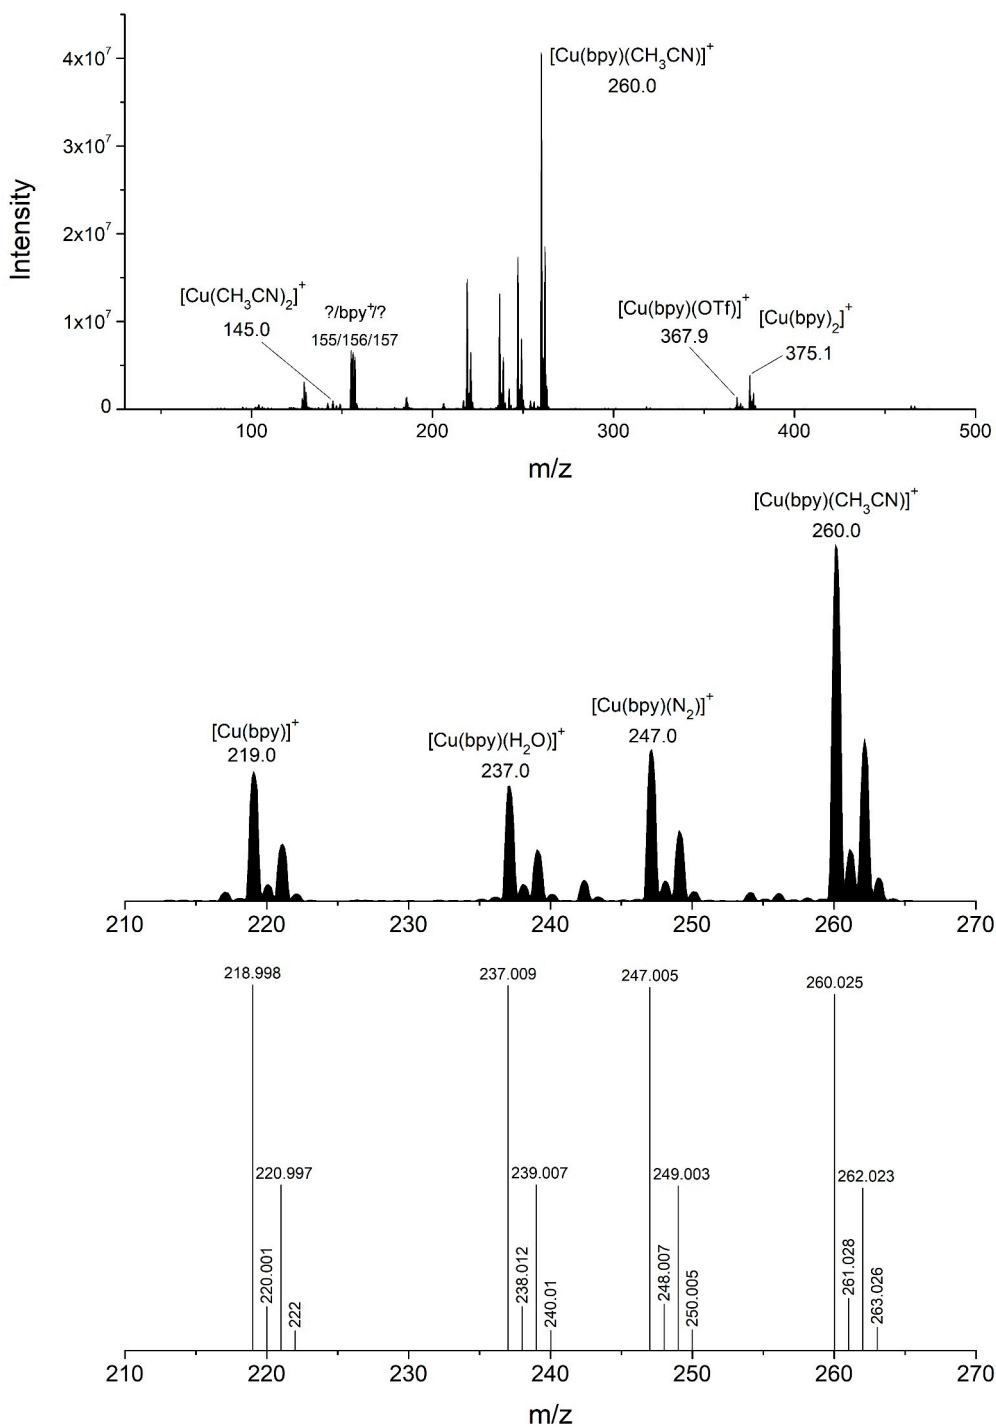 4x10⁷
[Cu(bpy)(CH₃CN)]⁺
260.0
3x10⁷
Intensity
2x10⁷
[Cu(CH₃CN)₂]⁺
145.0
?/bpy⁺/?
155/156/157
[Cu(bpy)(OTf)]⁺
367.9
[Cu(bpy)₂]⁺
375.1
1x10⁷
0
100 200 300 400 500
m/z
[Cu(bpy)(CH₃CN)]⁺
260.0
[Cu(bpy)]⁺
219.0
[Cu(bpy)(H₂O)]⁺
237.0
[Cu(bpy)(N₂)]⁺
247.0
210 220 230 240 250 260 270
218.998 237.009 247.005 260.025
220.997 239.007 249.003 262.023
220.001 222 238.012 240.01 248.007 250.005 261.028 263.026
210 220 230 240 250 260 270
m/z